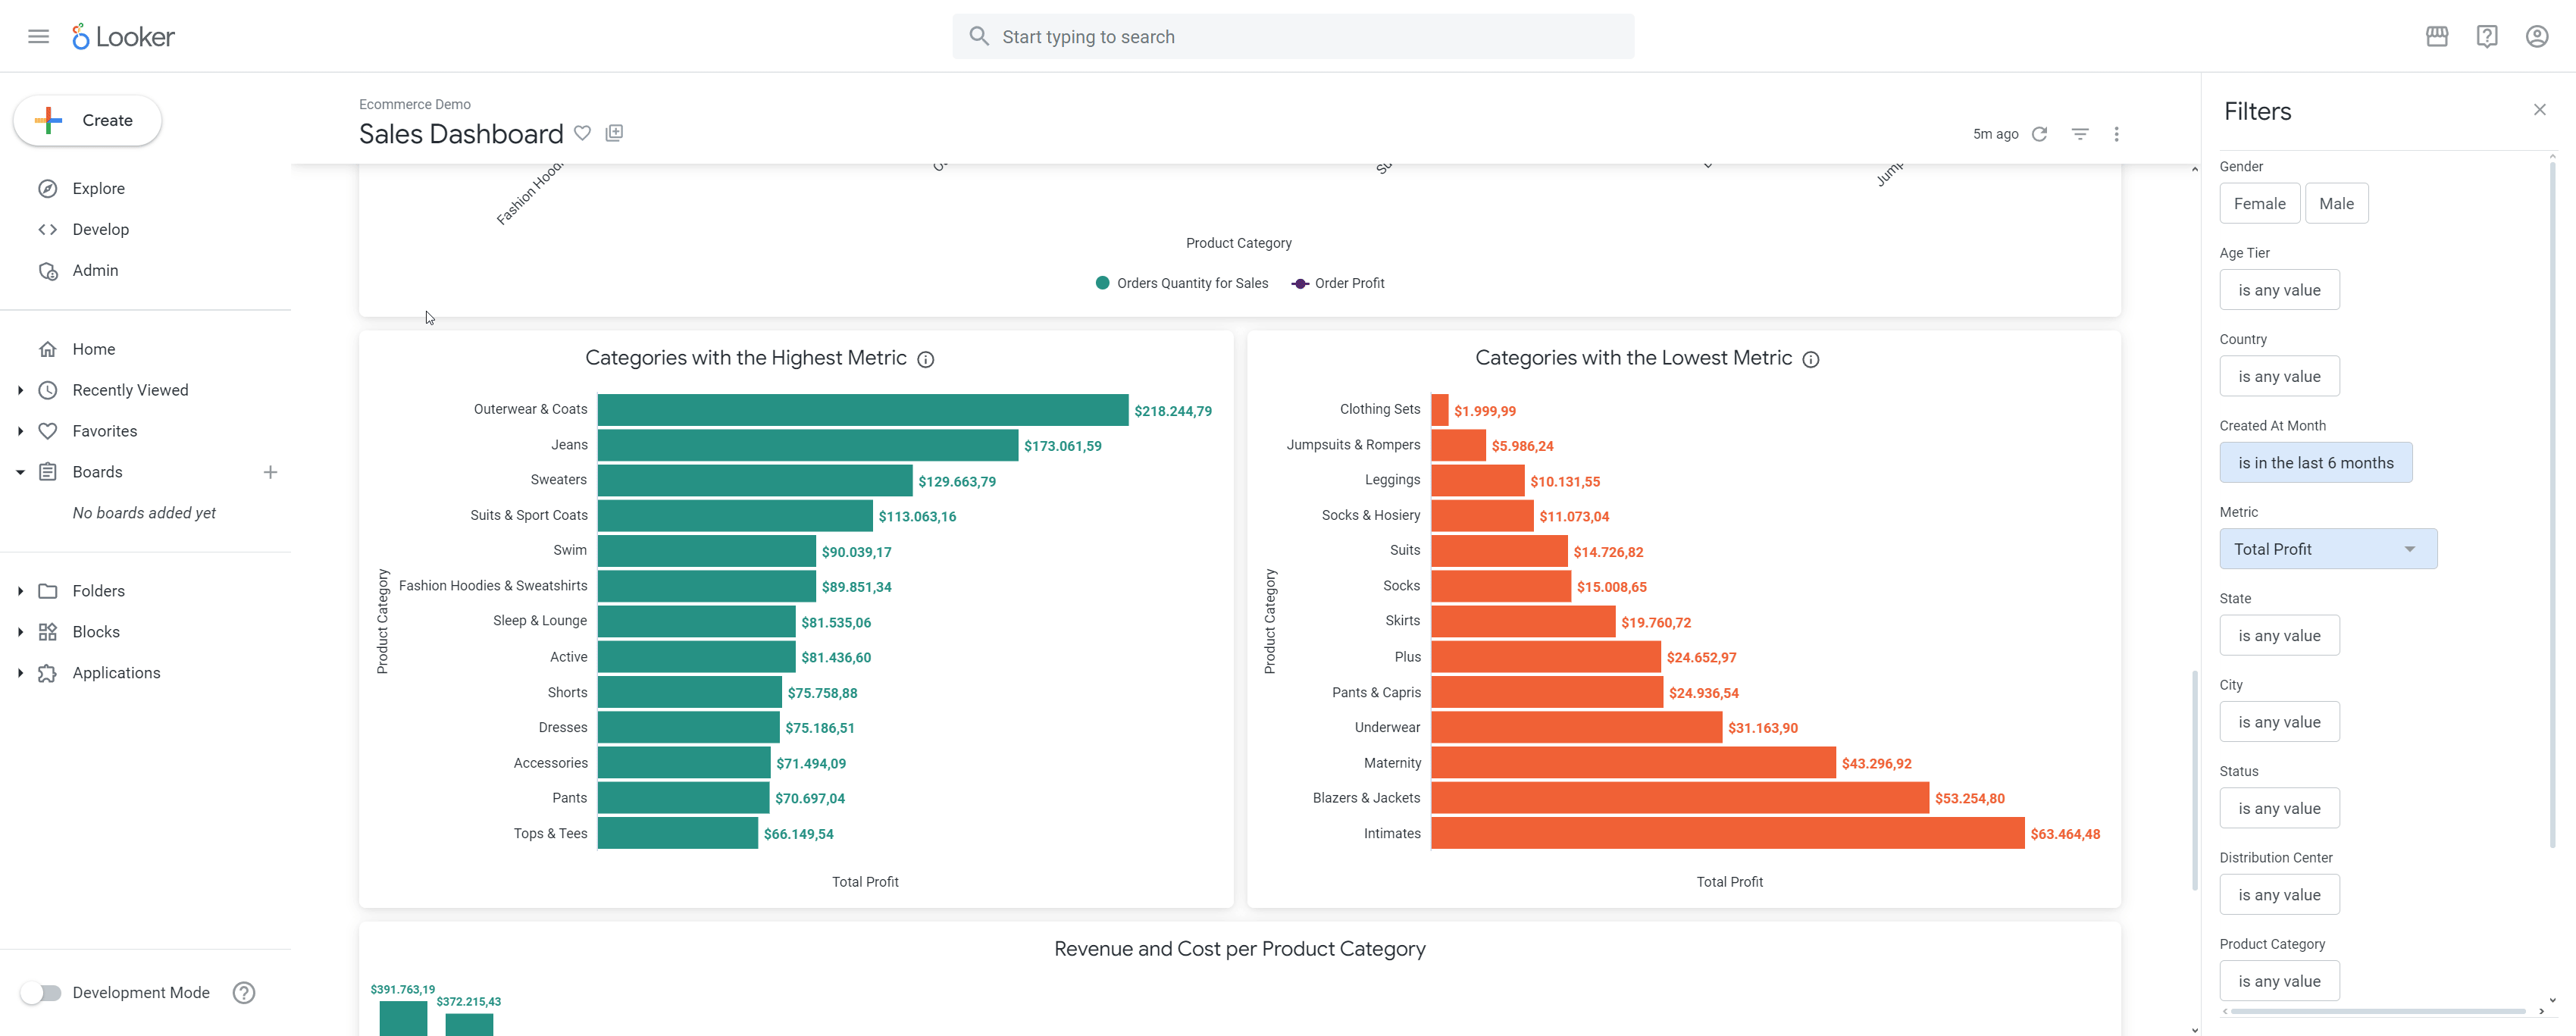 Looker
Start typing to search
Create
Explore
Develop
Admin
Home
Recently Viewed
Favorites
Boards
No boards added yet
Folders
Blocks
Applications
Development Mode
Ecommerce Demo
Sales Dashboard
5m ago
Fashion Hood
Jump
Product Category
Orders Quantity for Sales
Order Profit
Categories with the Highest Metric
Product Category
Outerwear & Coats $218.244,79
Jeans $173.061,59
Sweaters $129.663,79
Suits & Sport Coats $113.063,16
Swim $90.039,17
Fashion Hoodies & Sweatshirts $89.851,34
Sleep & Lounge $81.535,06
Active $81.436,60
Shorts $75.758,88
Dresses $75.186,51
Accessories $71.494,09
Pants $70.697,04
Tops & Tees $66.149,54
Total Profit
Categories with the Lowest Metric
Product Category
Clothing Sets $1.999,99
Jumpsuits & Rompers $5.986,24
Leggings $10.131,55
Socks & Hosiery $11.073,04
Suits $14.726,82
Socks $15.008,65
Skirts $19.760,72
Plus $24.652,97
Pants & Capris $24.936,54
Underwear $31.163,90
Maternity $43.296,92
Blazers & Jackets $53.254,80
Intimates $63.464,48
Total Profit
Revenue and Cost per Product Category
$391.763,19
$372.215,43
Filters
Gender
Female Male
Age Tier
is any value
Country
is any value
Created At Month
is in the last 6 months
Metric
Total Profit
State
is any value
City
is any value
Status
is any value
Distribution Center
is any value
Product Category
is any value